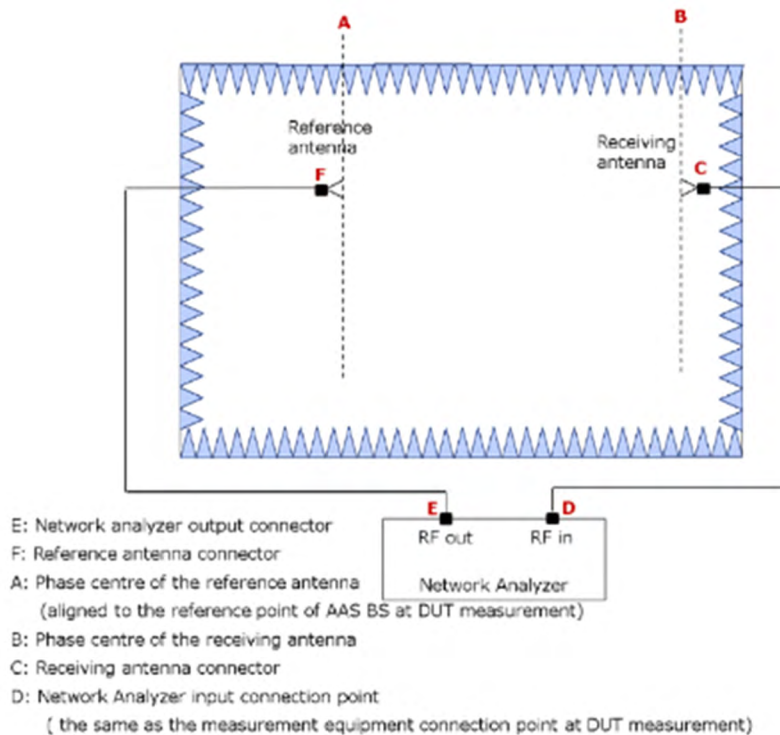 A
B
Reference
antenna
Receiving
antenna
F
C
E
D
RF out
RF in
Network Analyzer
E: Network analyzer output connector
F: Reference antenna connector
A: Phase centre of the reference antenna
(aligned to the reference point of AAS BS at DUT measurement)
B: Phase centre of the receiving antenna
C: Receiving antenna connector
D: Network Analyzer input connection point
( the same as the measurement equipment connection point at DUT measurement)